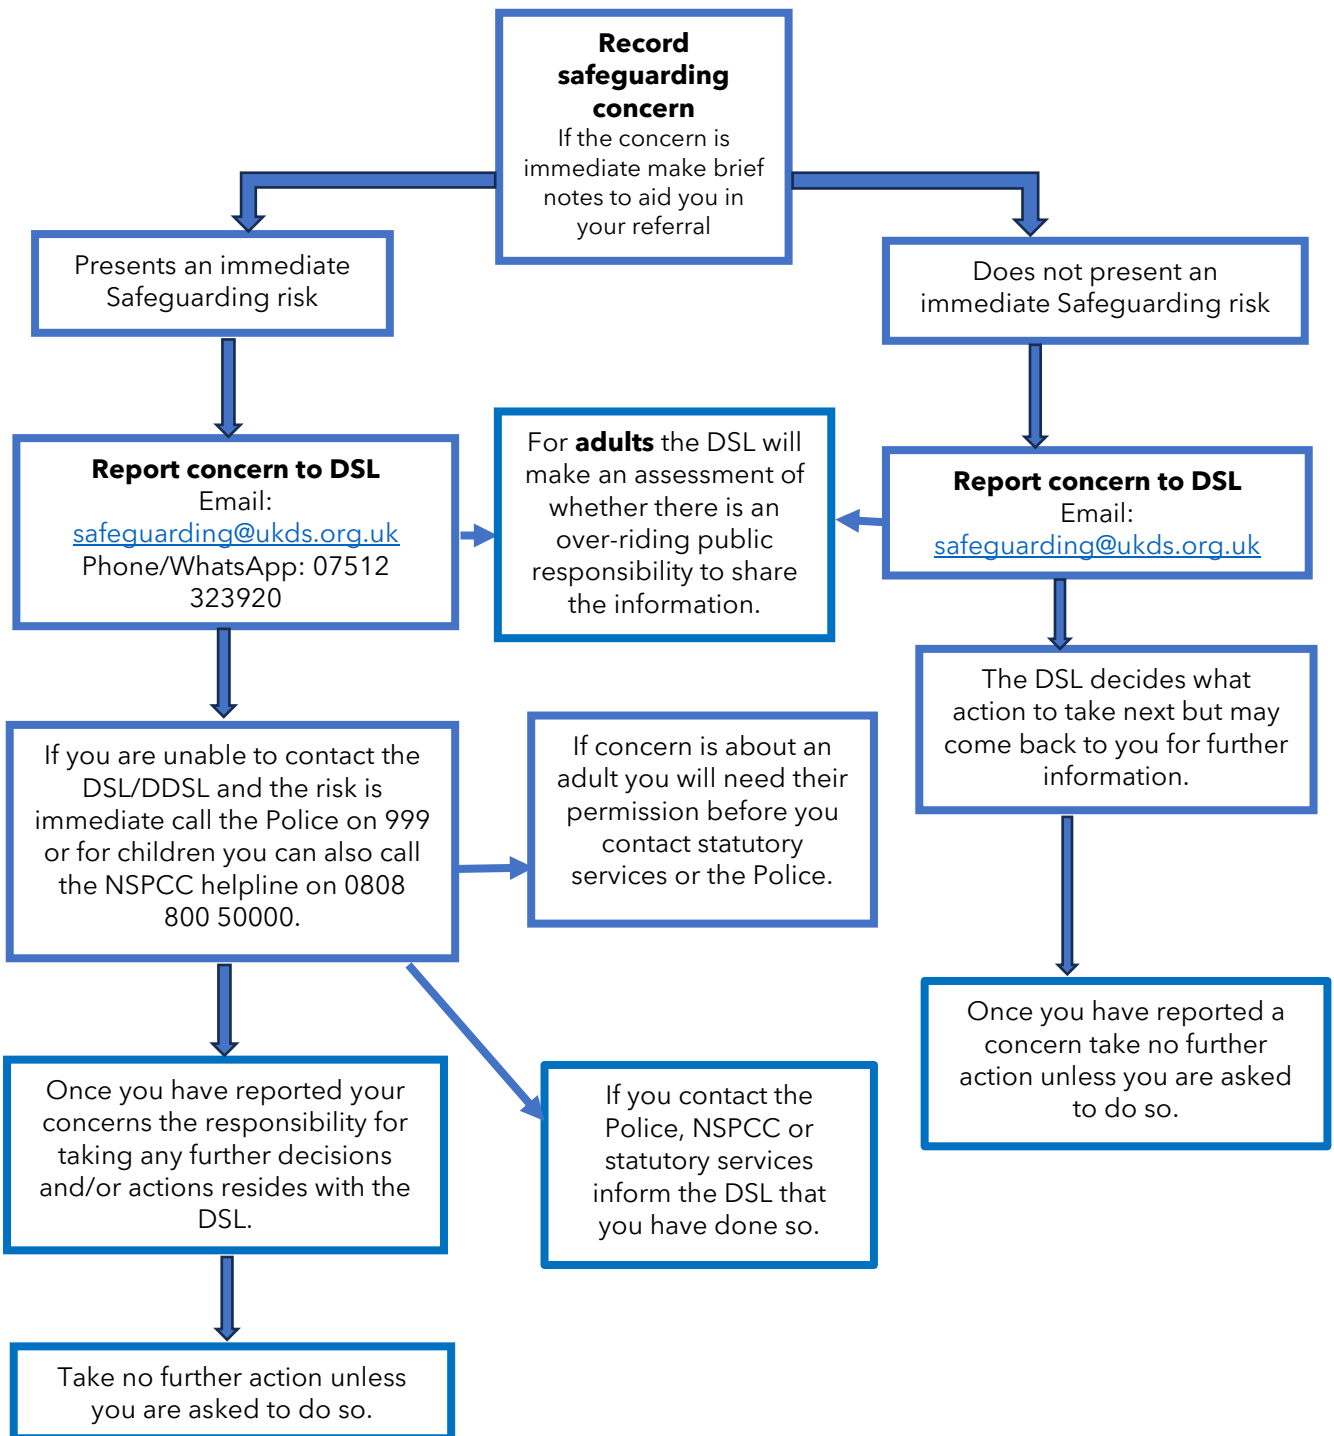 Record
safeguarding
concern
If the concern is
immediate make brief
notes to aid you in
your referral
Presents an immediate
Safeguarding risk
Does not present an
immediate Safeguarding risk
Report concern to DSL
Email:
safeguarding@ukds.org.uk
Phone/WhatsApp: 07512
323920
For adults the DSL will
make an assessment of
whether there is an
over-riding public
responsibility to share
the information.
Report concern to DSL
Email:
safeguarding@ukds.org.uk
The DSL decides what
action to take next but may
come back to you for further
information.
If you are unable to contact the
DSL/DDSL and the risk is
immediate call the Police on 999
or for children you can also call
the NSPCC helpline on 0808
800 50000.
If concern is about an
adult you will need their
permission before you
contact statutory
services or the Police.
Once you have reported a
concern take no further
action unless you are asked
to do so.
Once you have reported your
concerns the responsibility for
taking any further decisions
and/or actions resides with the
DSL.
If you contact the
Police, NSPCC or
statutory services
inform the DSL that
you have done so.
Take no further action unless
you are asked to do so.